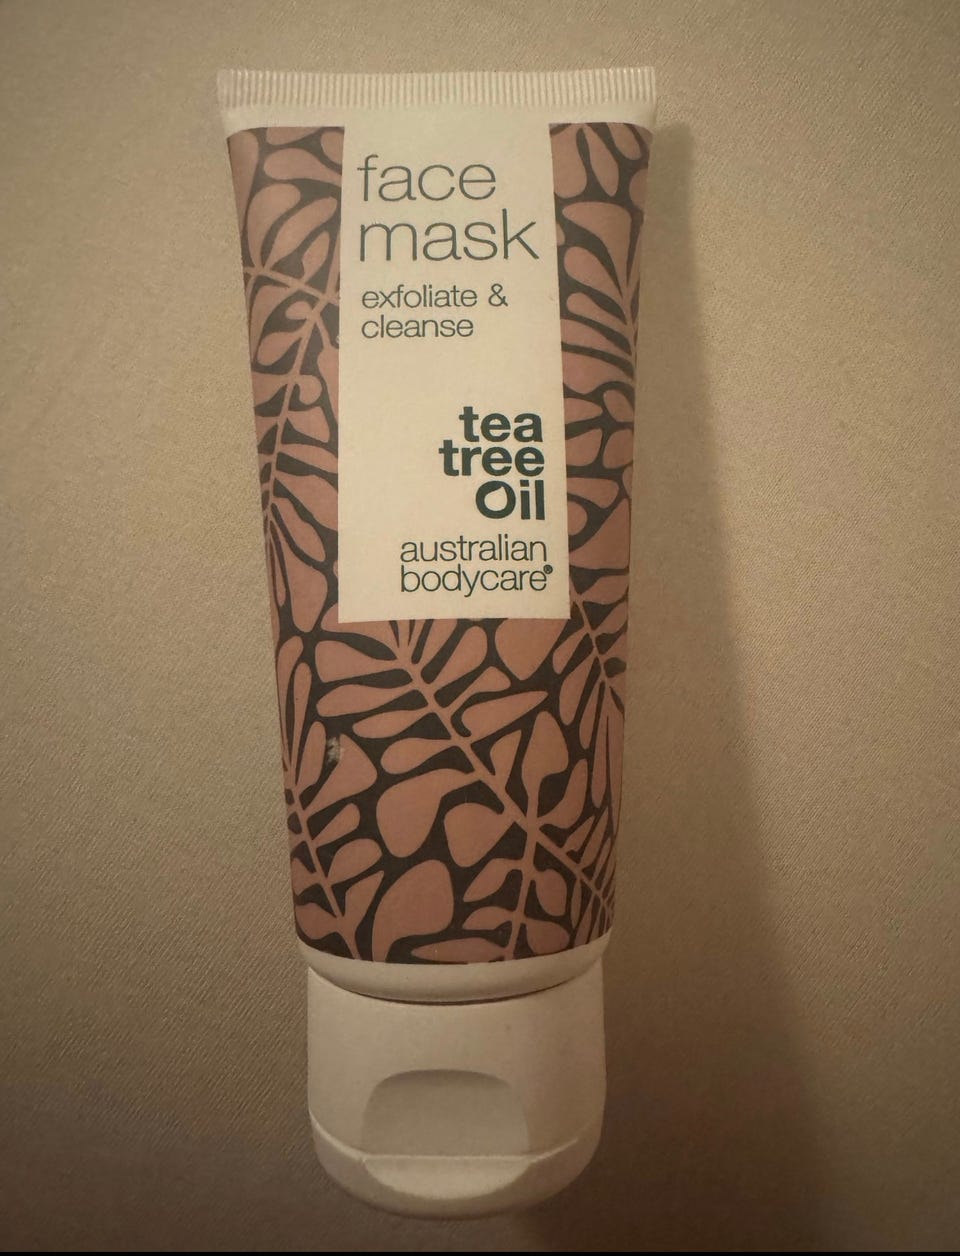 face
mask
exfoliate &
cleanse
tea
tree
Oil
australian
bodycare®